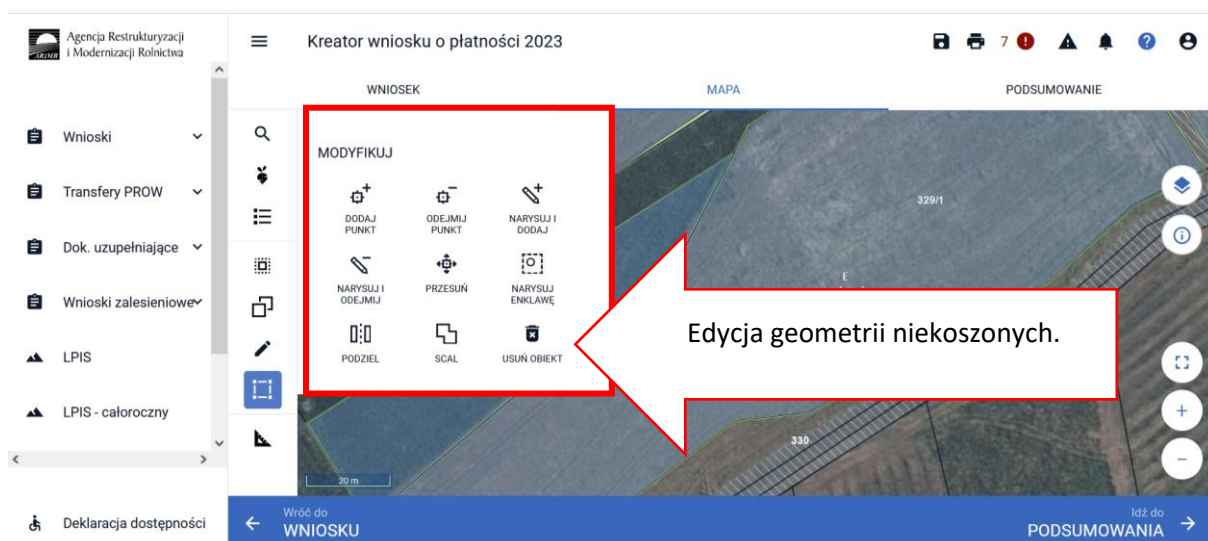 Agencja Restrukturyzacji
i Modernizacji Rolnictwa
ARiMR
Kreator wniosku o płatności 2023
7
WNIOSEK
MAPA
PODSUMOWANIE
Wnioski
Transfery PROW
Dok. uzupełniające
Wnioski zalesieniowe
LPIS
LPIS - całoroczny
Deklaracja dostępności
MODYFIKUJ
DODAJ
PUNKT
ODEJMIJ
PUNKT
NARYSUJ I
DODAJ
NARYSUJ I
ODEJMIJ
PRZESUŃ
NARYSUJ
ENKLAWĘ
PODZIEL
SCAL
USUŃ OBIEKT
329/1
E
Edycja geometrii niekoszonych.
330
20 m
Wróć do
WNIOSKU
Idź do
PODSUMOWANIA